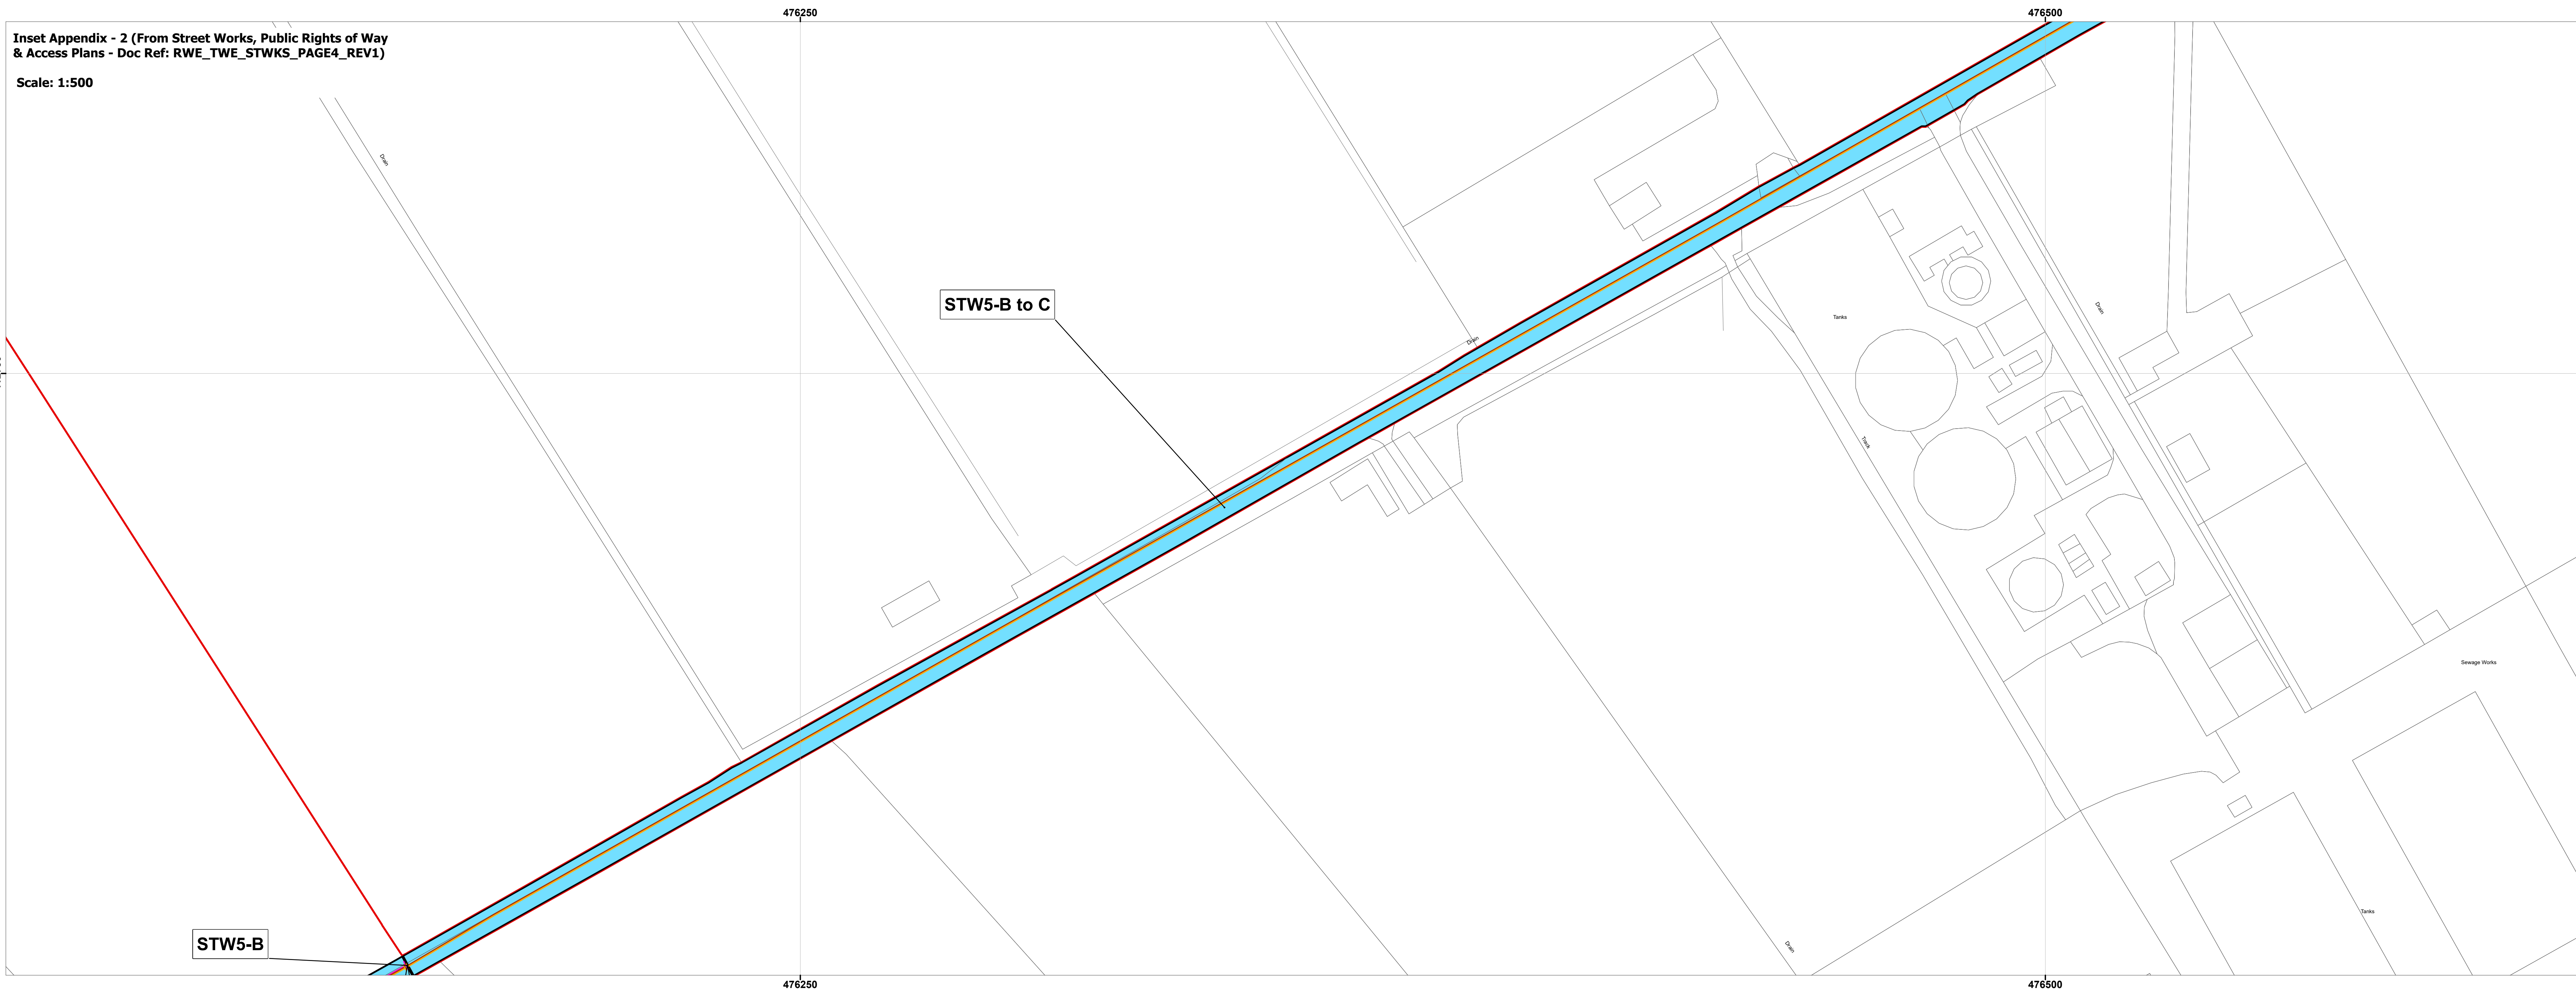 476250
476500
Inset Appendix - 2 (From Street Works, Public Rights of Way
& Access Plans - Doc Ref: RWE_TWE_STWKS_PAGE4_REV1)
Scale: 1:500
Drain
STW5-B to C
Drain
Tanks
Drain
Track
Sewage Works
Tanks
STW5-B
Drain
476250
476500